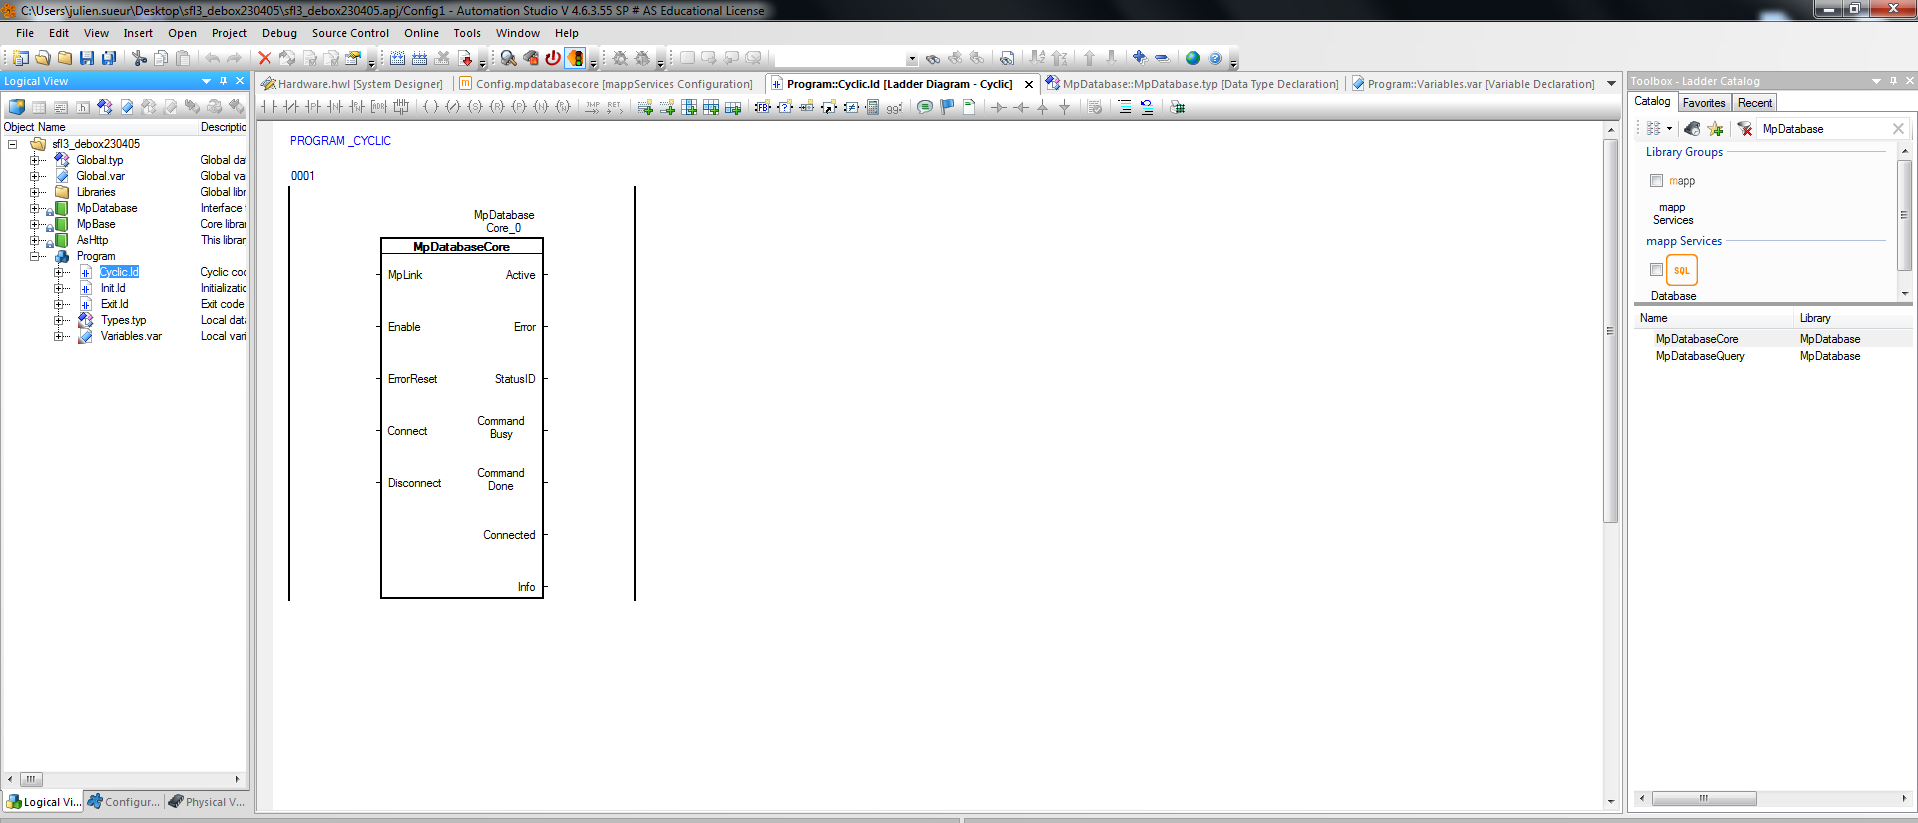 C:\Users\julien.sueur\Desktop\sfl3_debox230405\sfl3_debox230405.apj/Config1 - Automation Studio V 4.6.3.55 SP # AS Educational License
File Edit View Insert Open Project Debug Source Control Online Tools Window Help
Logical View
Object Name Descriptic
sfl3_debox230405
Global.typ Global da
Global.var Global va
Libraries Global libr
MpDatabase Interface
MpBase Core librar
AsHttp This librar
Program
Cyclic.ld Cyclic coc
Init.ld Initializatic
Exit.ld Exit code
Types.typ Local data
Variables.var Local vari
Logical Vi... Configur... Physical V...
Hardware.hwl [System Designer] Config.mpdatabasecore [mappServices Configuration] Program::Cyclic.ld [Ladder Diagram - Cyclic] MpDatabase::MpDatabase.typ [Data Type Declaration] Program::Variables.var [Variable Declaration]
JMP RET
PROGRAM _CYCLIC
0001
MpDatabase
Core_0
MpDatabaseCore
MpLink Active
Enable Error
ErrorReset StatusID
Connect Command
Busy
Disconnect Command
Done
Connected
Info
Toolbox - Ladder Catalog
Catalog Favorites Recent
MpDatabase
Library Groups
mapp
mapp
Services
mapp Services
SQL
Database
Name Library
MpDatabaseCore MpDatabase
MpDatabaseQuery MpDatabase